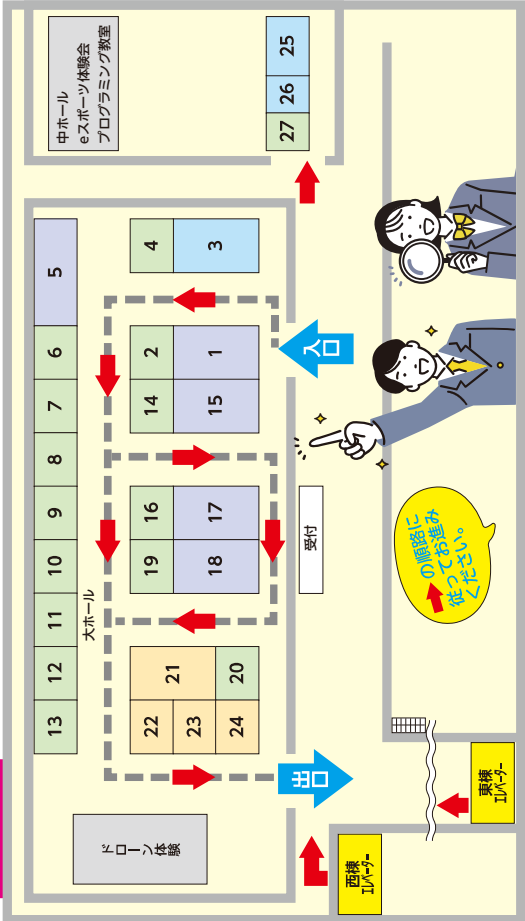 中ホール
eスポーツ体験会
プログラミング教室
25
26
27
5
6
7
8
9
10
11
12
13
大ホール
4
3
2
1
14
15
16
17
19
18
21
20
22
23
24
入口
受付
出口
ドローン体験
の順路に
従ってお進み
ください。
西棟
エレベーター
東棟
エレベーター